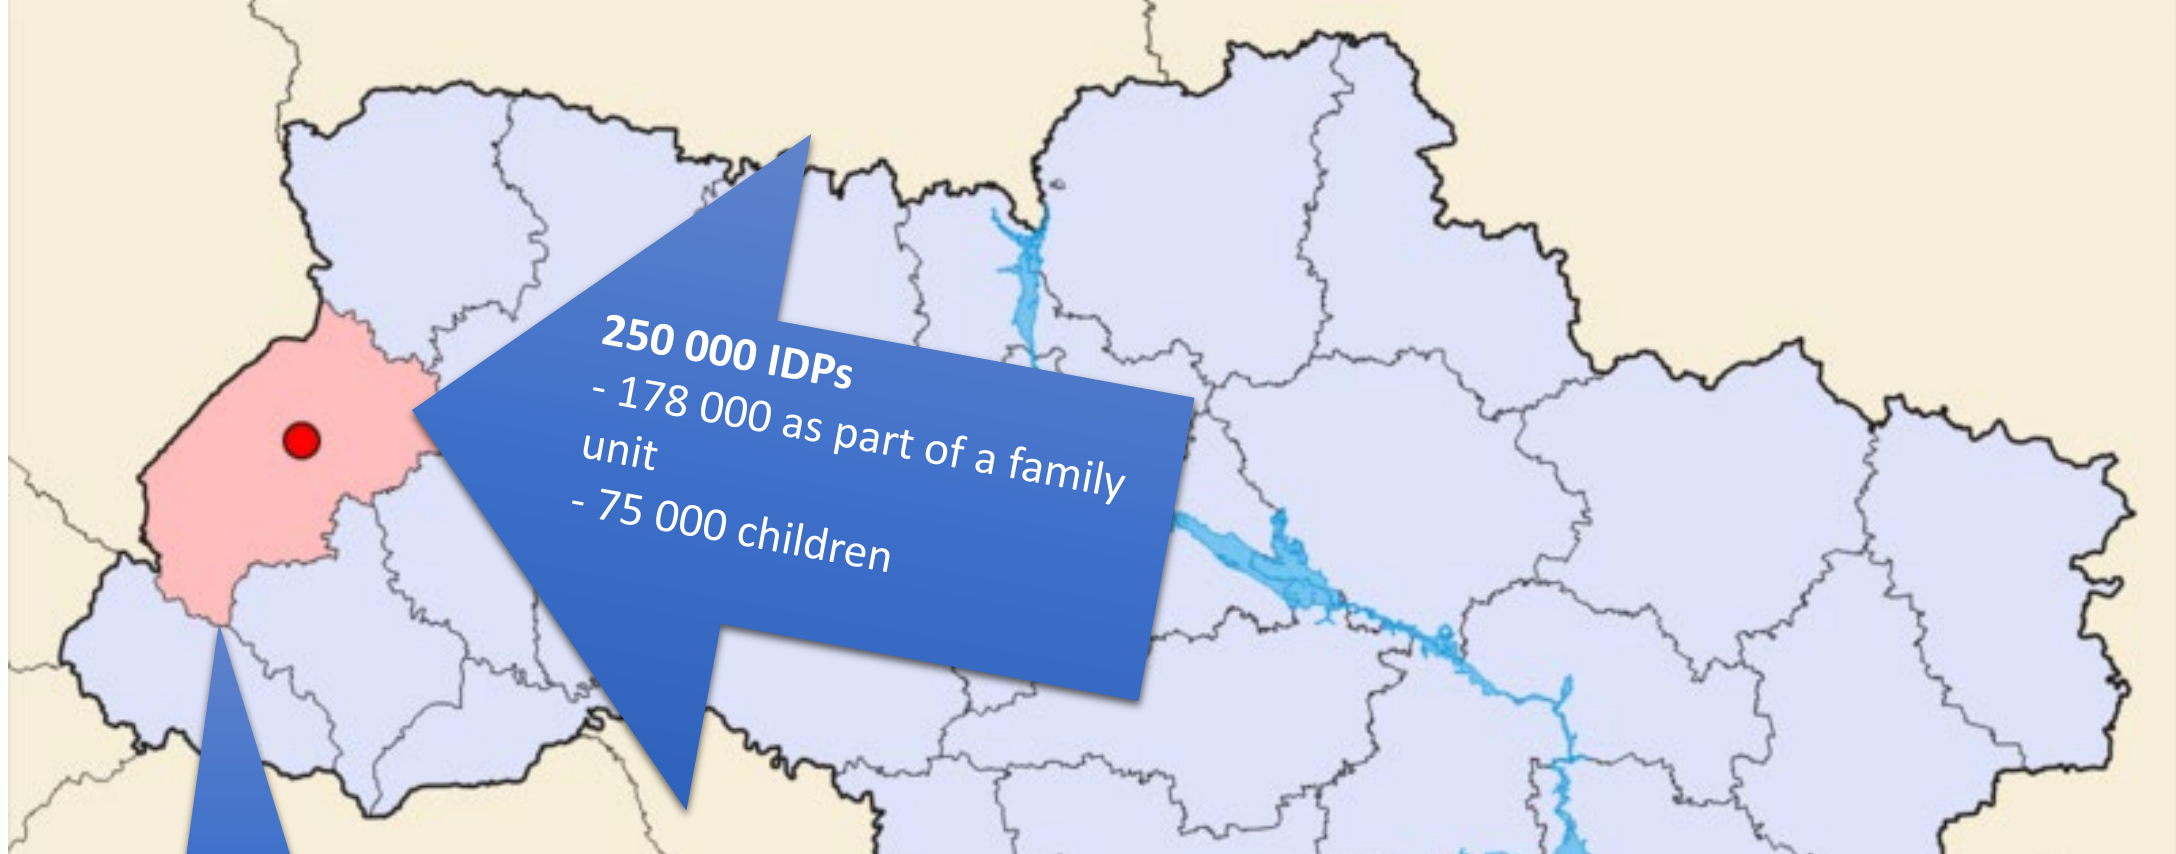 250 000 IDPs
- 178 000 as part of a family
unit
- 75 000 children